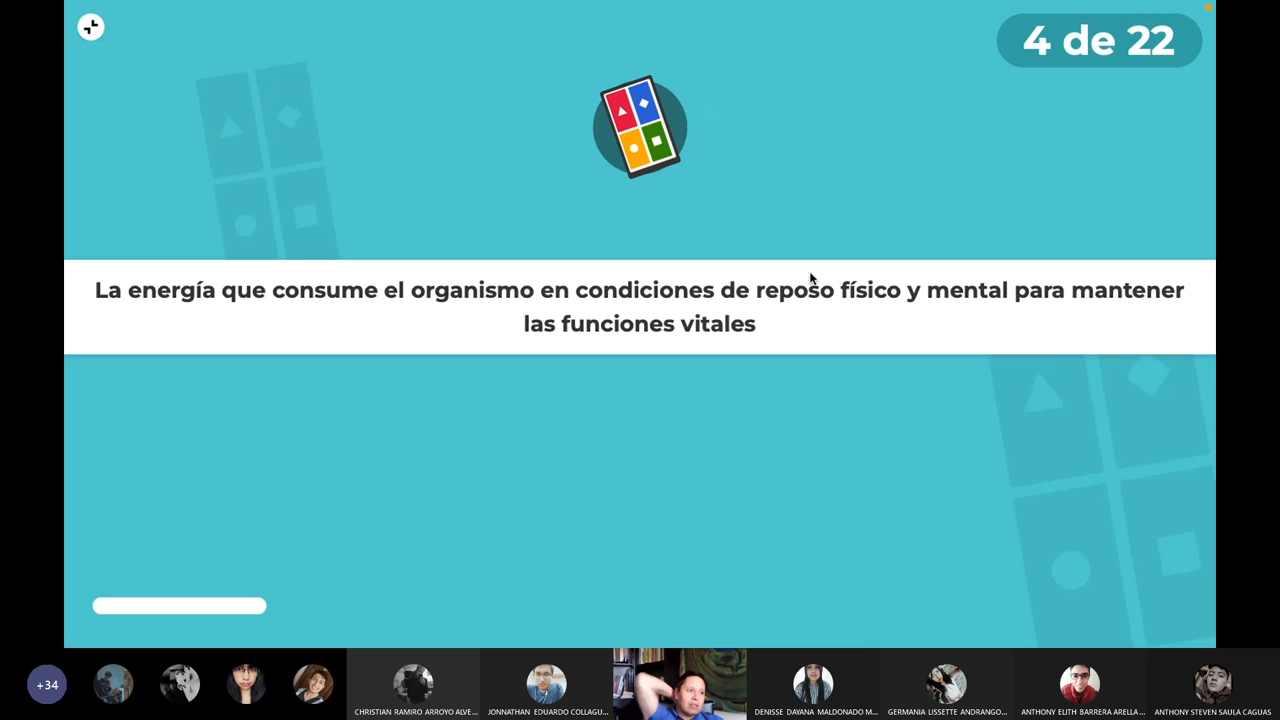 4 de 22
La energía que consume el organismo en condiciones de reposo físico y mental para mantener
las funciones vitales
+34
CHRISTIAN RAMIRO ARROYO ALVE...
JONNATHAN EDUARDO COLLAGU...
DENISSE DAYANA MALDONADO M...
GERMANIA LISSETTE ANDRANGO...
ANTHONY ELITH BARRERA ARELLA ...
ANTHONY STEVEN SAULA CAGUAS